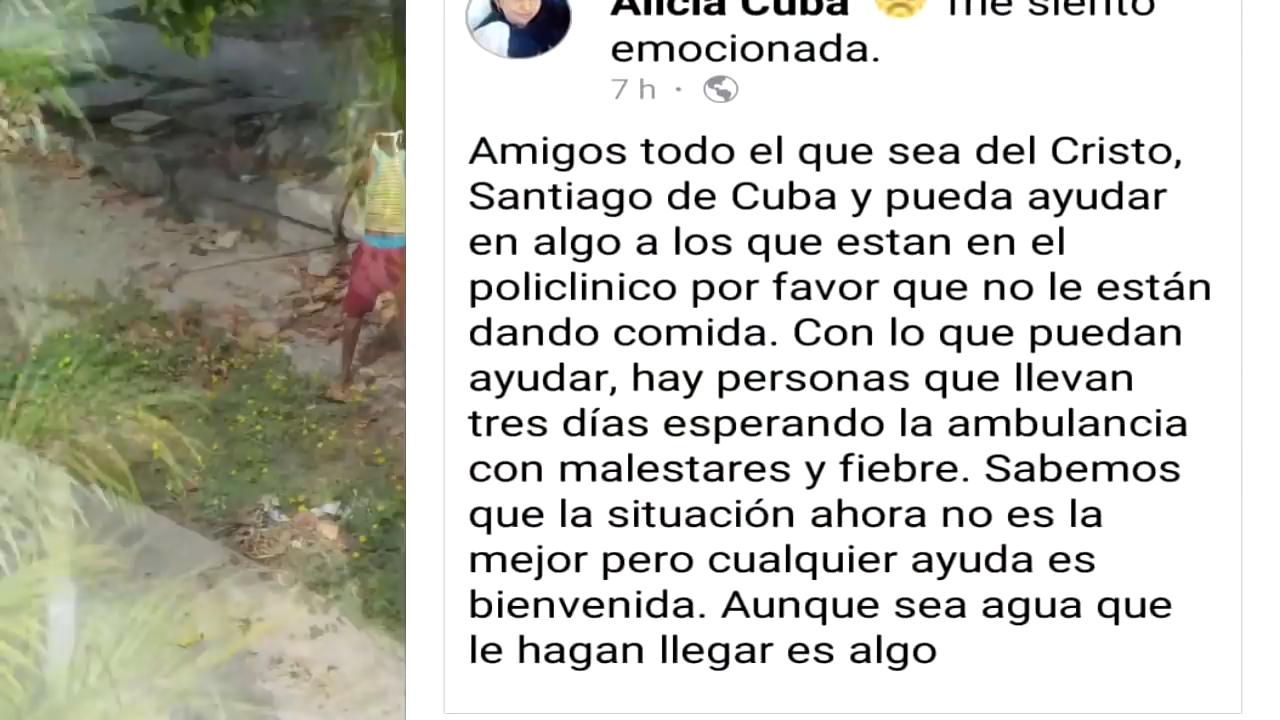 Alicia Cuba me siento
emocionada.
7 h ·
Amigos todo el que sea del Cristo,
Santiago de Cuba y pueda ayudar
en algo a los que estan en el
policlinico por favor que no le están
dando comida. Con lo que puedan
ayudar, hay personas que llevan
tres días esperando la ambulancia
con malestares y fiebre. Sabemos
que la situación ahora no es la
mejor pero cualquier ayuda es
bienvenida. Aunque sea agua que
le hagan llegar es algo